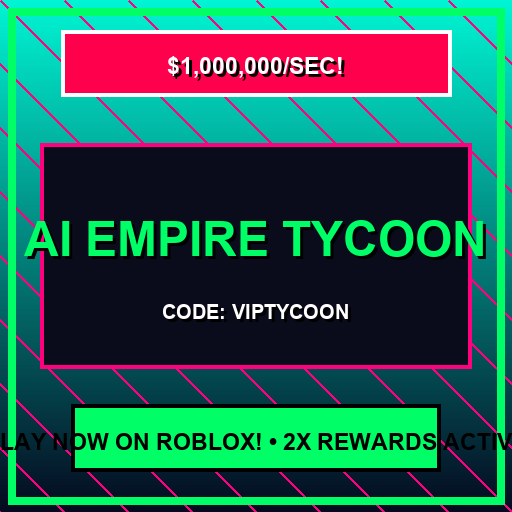 $1,000,000/SEC!
AI EMPIRE TYCOON
CODE: VIPTYCOON
LAY NOW ON ROBLOX! • 2X REWARDS ACTIV